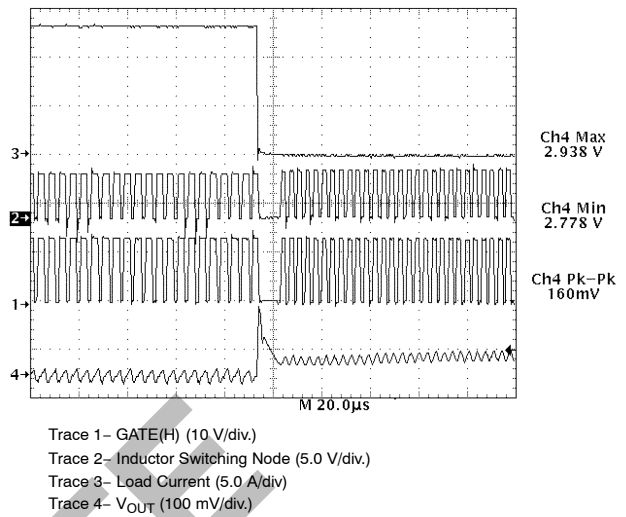 3→
Ch4 Max
2.938 V
2→
Ch4 Min
2.778 V
Ch4 Pk−Pk
160mV
1→
4→
M 20.0µs
Trace 1− GATE(H) (10 V/div.)
Trace 2− Inductor Switching Node (5.0 V/div.)
Trace 3− Load Current (5.0 A/div)
Trace 4− VOUT (100 mV/div.)